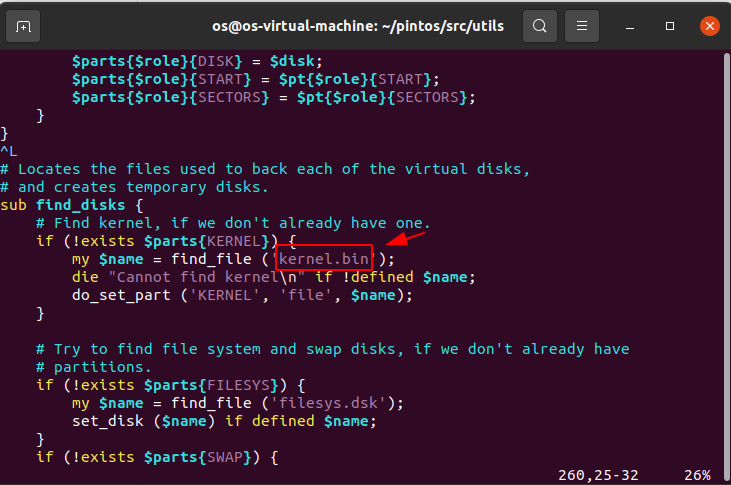 os@os-virtual-machine: ~/pintos/src/utils
        $parts{$role}{DISK} = $disk;
        $parts{$role}{START} = $pt{$role}{START};
        $parts{$role}{SECTORS} = $pt{$role}{SECTORS};
    }
}
^L
# Locates the files used to back each of the virtual disks,
# and creates temporary disks.
sub find_disks {
    # Find kernel, if we don't already have one.
    if (!exists $parts{KERNEL}) {
        my $name = find_file ('kernel.bin');
        die "Cannot find kernel\n" if !defined $name;
        do_set_part ('KERNEL', 'file', $name);
    }

    # Try to find file system and swap disks, if we don't already have
    # partitions.
    if (!exists $parts{FILESYS}) {
        my $name = find_file ('filesys.dsk');
        set_disk ($name) if defined $name;
    }
    if (!exists $parts{SWAP}) {
260,25-32 26%